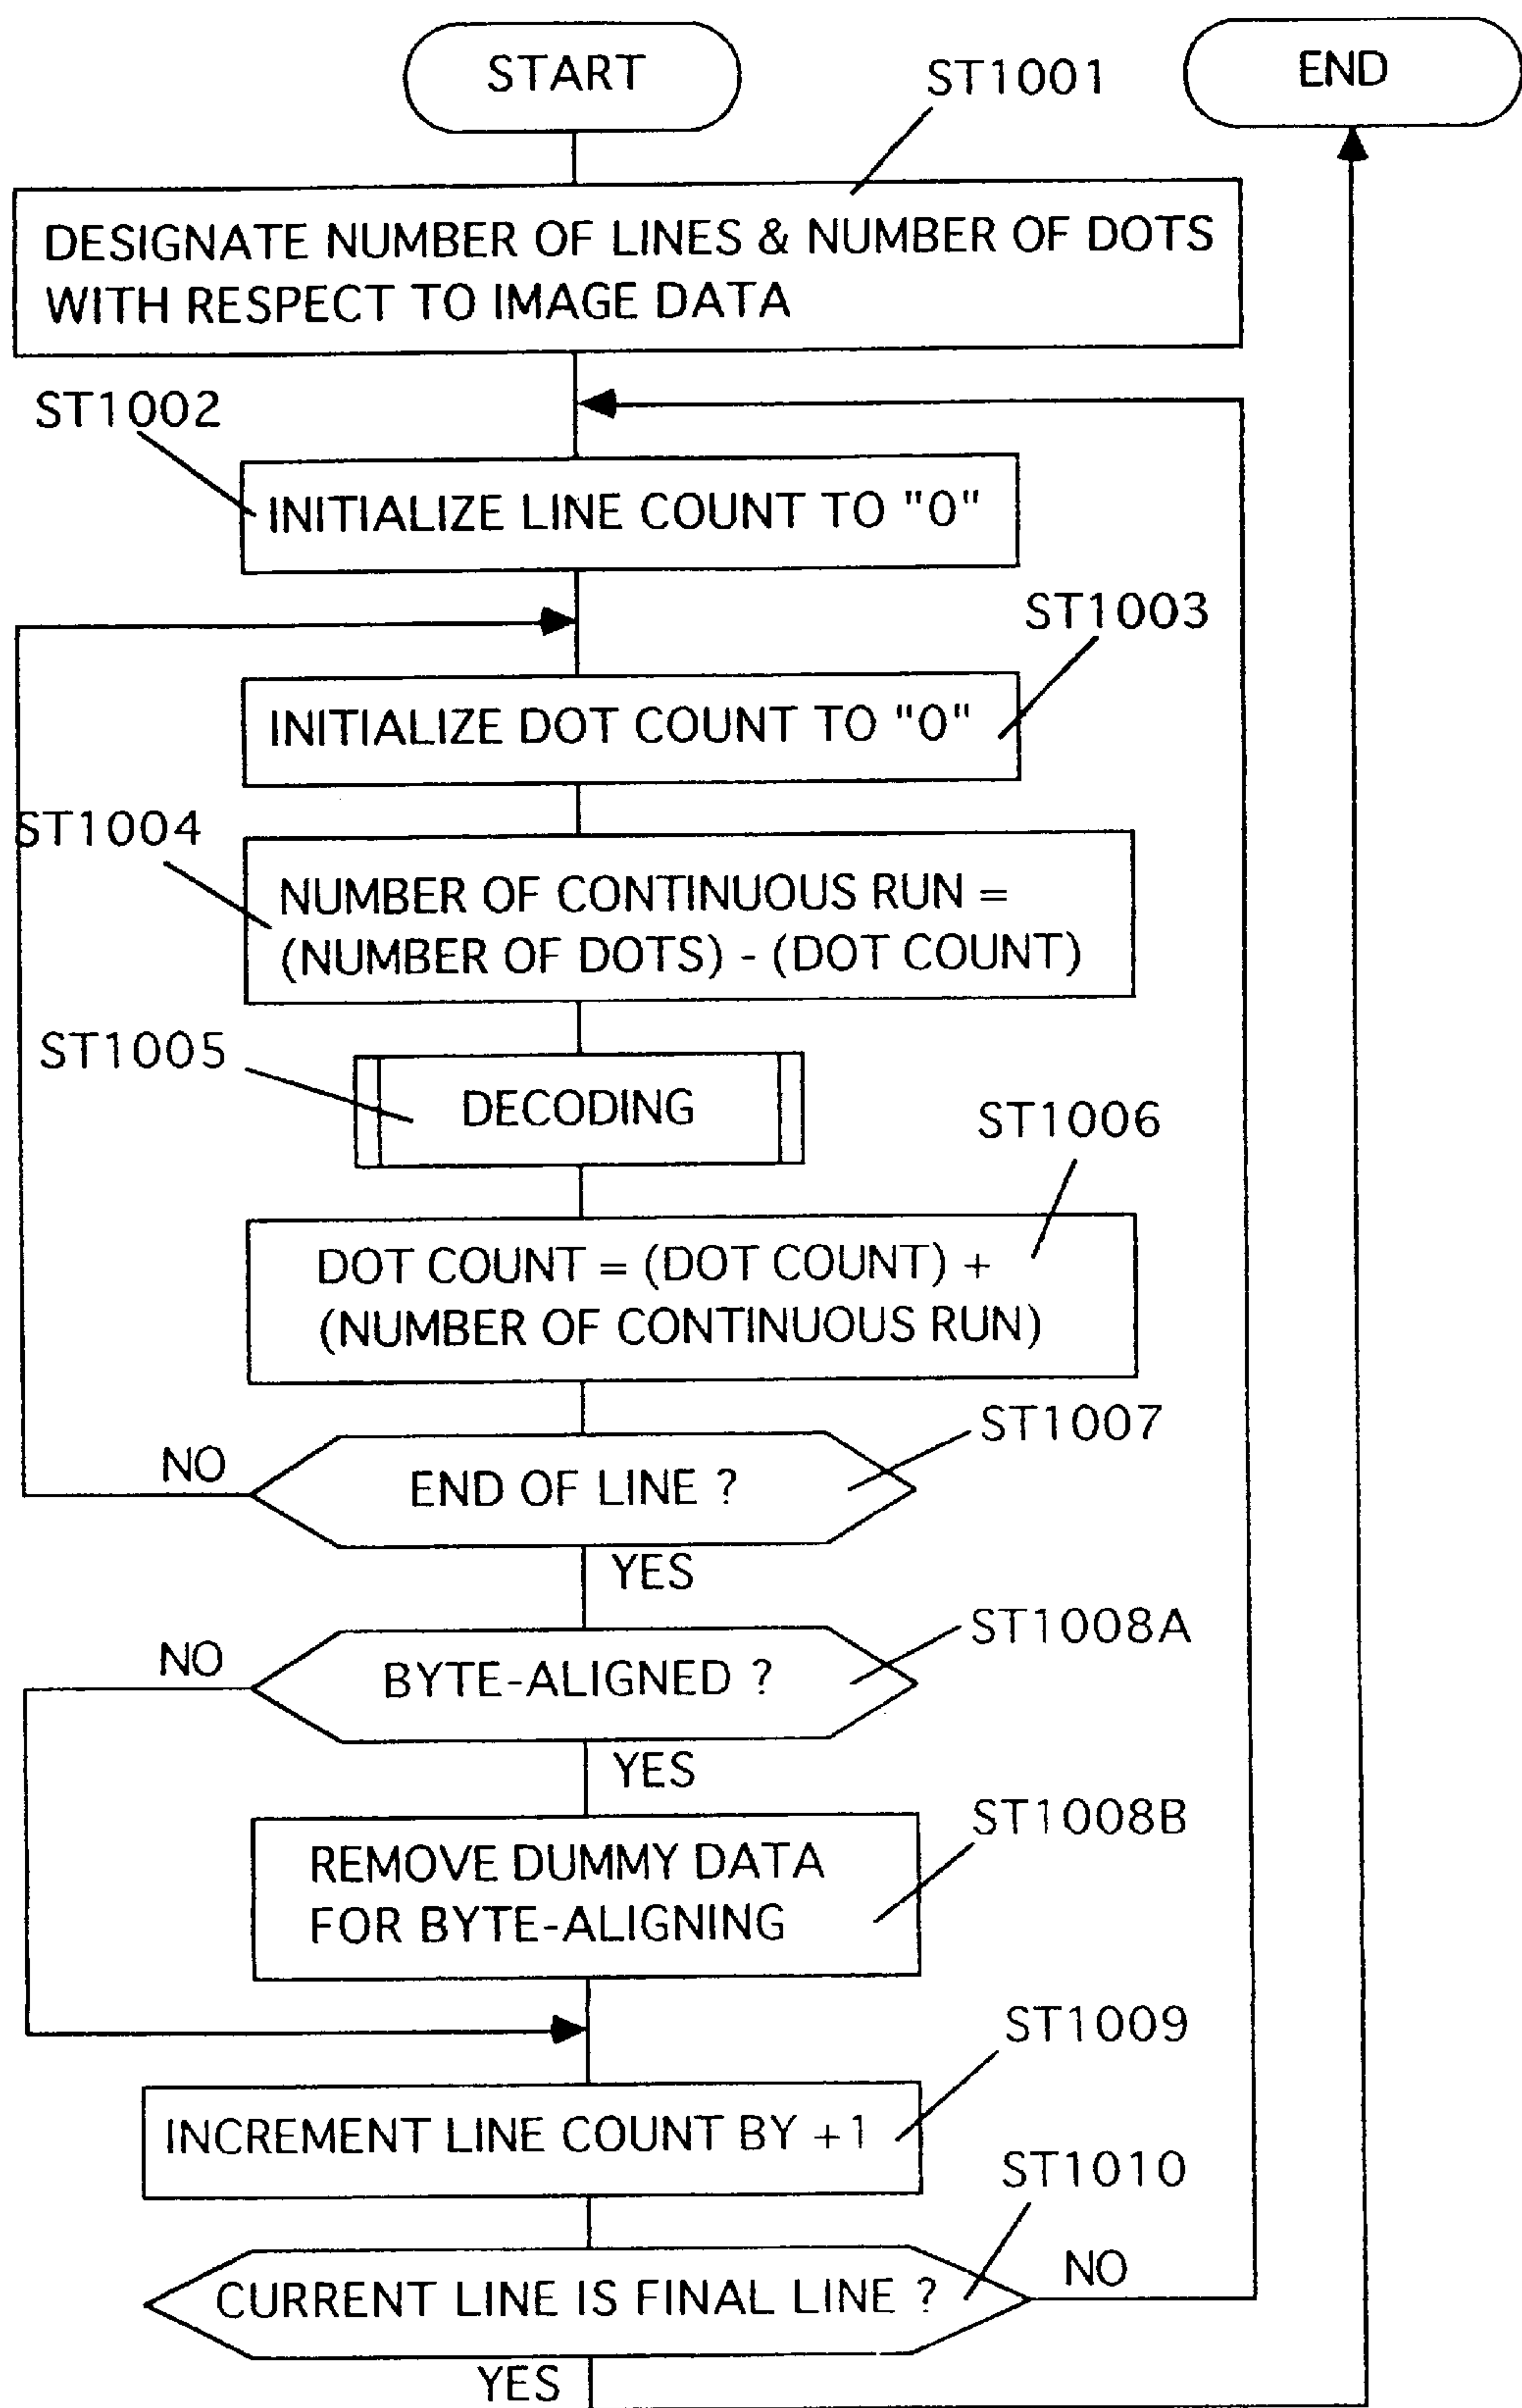 START
END
ST1001
DESIGNATE NUMBER OF LINES & NUMBER OF DOTS
WITH RESPECT TO IMAGE DATA
ST1002
INITIALIZE LINE COUNT TO "0"
ST1003
INITIALIZE DOT COUNT TO "0"
ST1004
NUMBER OF CONTINUOUS RUN =
(NUMBER OF DOTS) - (DOT COUNT)
ST1005
DECODING
ST1006
DOT COUNT = (DOT COUNT) +
(NUMBER OF CONTINUOUS RUN)
ST1007
NO
END OF LINE ?
YES
ST1008A
NO
BYTE-ALIGNED ?
YES
ST1008B
REMOVE DUMMY DATA
FOR BYTE-ALIGNING
ST1009
INCREMENT LINE COUNT BY +1
ST1010
CURRENT LINE IS FINAL LINE ?
NO
YES